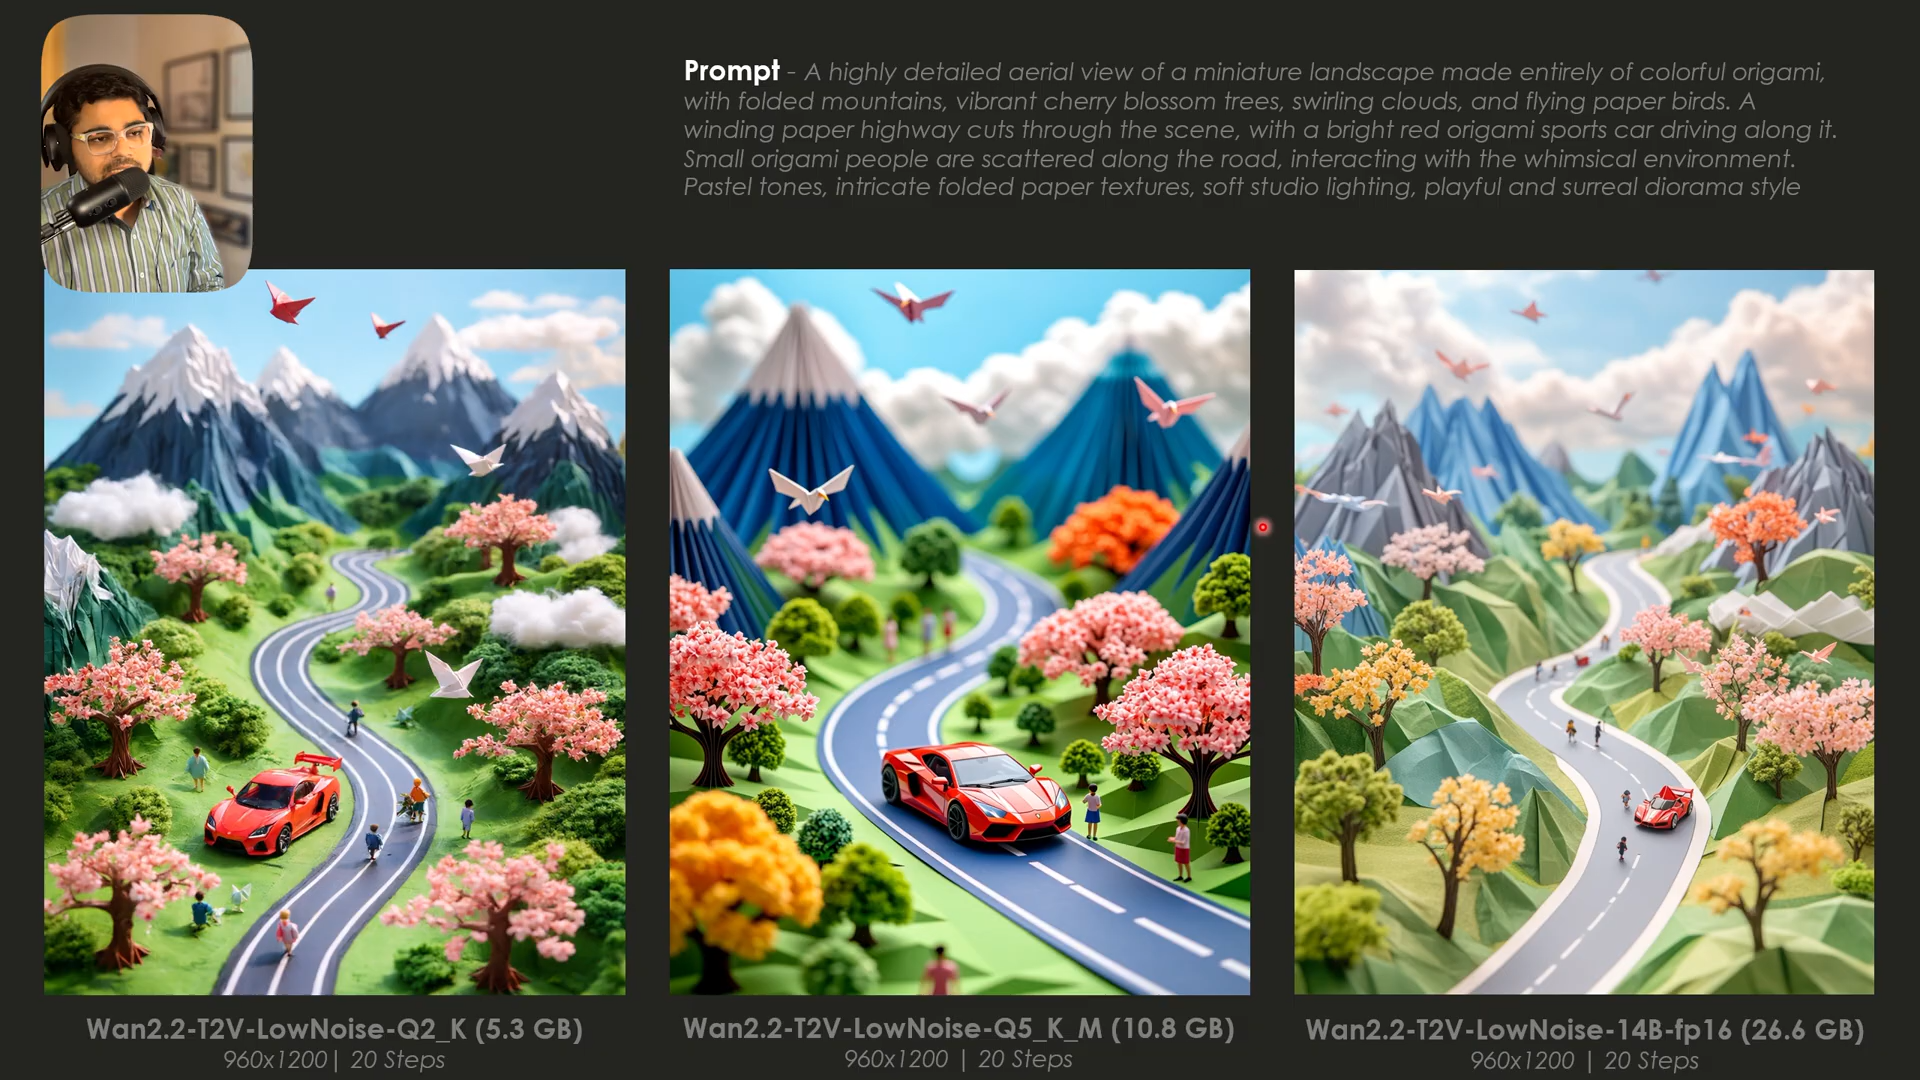 Prompt - A highly detailed aerial view of a miniature landscape made entirely of colorful origami,
with folded mountains, vibrant cherry blossom trees, swirling clouds, and flying paper birds. A
winding paper highway cuts through the scene, with a bright red origami sports car driving along it.
Small origami people are scattered along the road, interacting with the whimsical environment.
Pastel tones, intricate folded paper textures, soft studio lighting, playful and surreal diorama style
Wan2.2-T2V-LowNoise-Q2_K (5.3 GB)
960x1200| 20 Steps
Wan2.2-T2V-LowNoise-Q5_K_M (10.8 GB)
960x1200 | 20 Steps
Wan2.2-T2V-LowNoise-14B-fp16 (26.6 GB)
960x1200 | 20 Steps